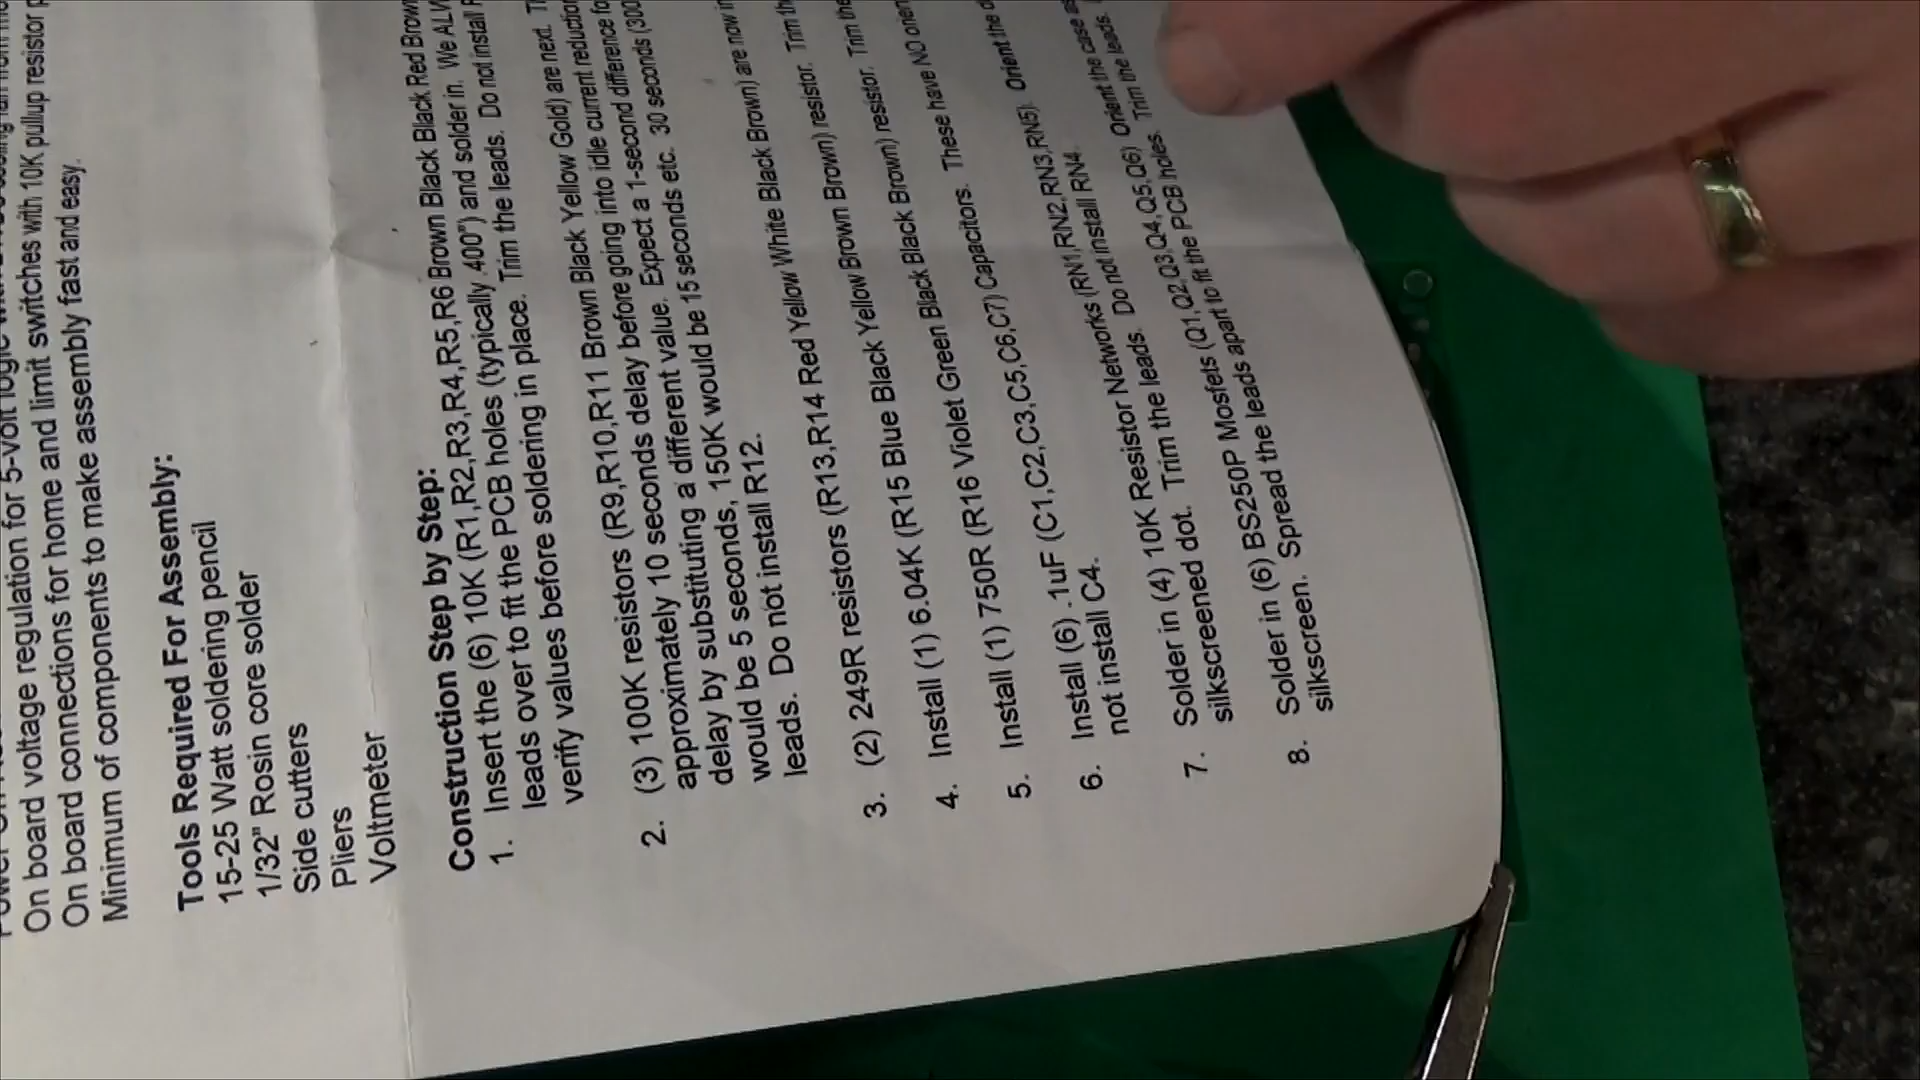 On board voltage regulation for 5-volt logic
On board connections for home and limit switches with 10K pullup resistor
Minimum of components to make assembly fast and easy.
Tools Required For Assembly:
15-25 Watt soldering pencil
1/32" Rosin core solder
Side cutters
Pliers
Voltmeter
Construction Step by Step:
1. Insert the (6) 10K (R1,R2,R3,R4,R5,R6 Brown Black Black Red Brown
leads over to fit the PCB holes (typically .400") and solder in. We
verify values before soldering in place. Trim the leads. Do not install
2. (3) 100K resistors (R9,R10,R11 Brown Black Yellow Gold) are next.
approximately 10 seconds delay before going into idle current reduction
delay by substituting a different value. Expect a 1-second difference
would be 5 seconds, 150K would be 15 seconds etc. 30 seconds
leads. Do not install R12.
3. (2) 249R resistors (R13,R14 Red Yellow White Black Brown) are now
4. Install (1) 6.04K (R15 Blue Black Yellow Brown Brown) resistor. Trim
5. Install (1) 750R (R16 Violet Green Black Black Brown) resistor. Trim the
6. Install (6) .1uF (C1,C2,C3,C5,C6,C7) Capacitors. These have NO
not install C4.
7. Solder in (4) 10K Resistor Networks (RN1,RN2,RN3,RN5). Orient the
silkscreened dot. Trim the leads. Do not install RN4.
8. Solder in (6) BS250P Mosfets (Q1,Q2,Q3,Q4,Q5,Q6) Orient the case
silkscreen. Spread the leads apart to fit the PCB holes. Trim the leads.